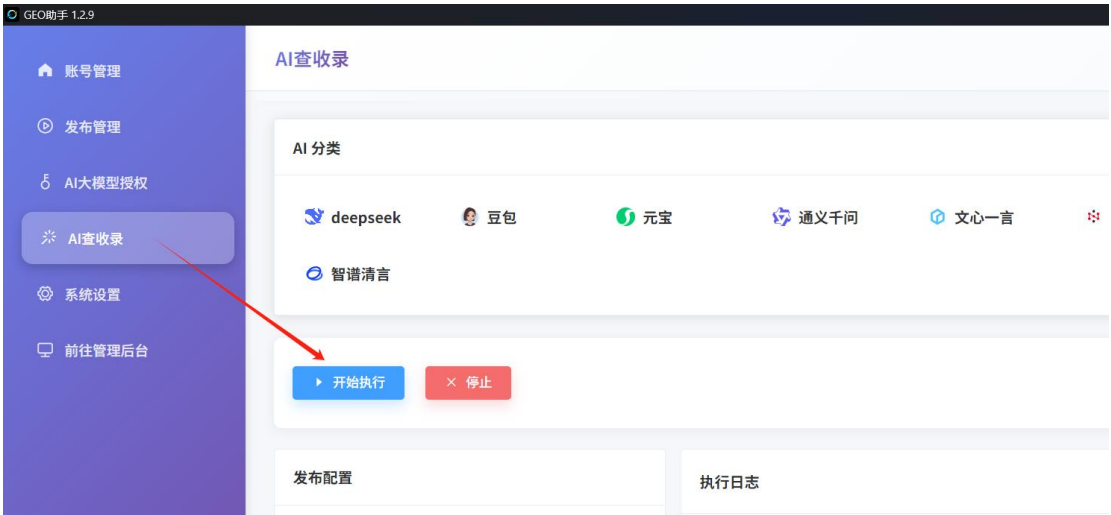 GEO助手 1.2.9
账号管理
发布管理
AI大模型授权
AI查收录
系统设置
前往管理后台
AI查收录
AI 分类
deepseek
豆包
元宝
通义千问
文心一言
智谱清言
开始执行
停止
发布配置
执行日志